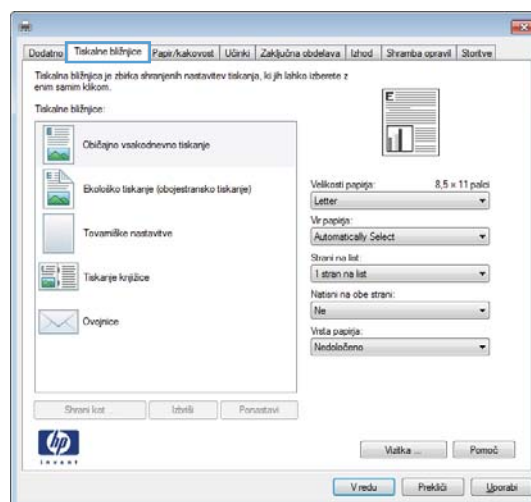 Dodatno Tiskalne bližnjice Papir/kakovost Učinki Zaključna obdelava Izhod Shramba opravil Storitve
Tiskalna bližnjica je zbirka shranjenih nastavitev tiskanja, ki jih lahko izberete z
enim samim klikom.
Tiskalne bližnjice:
Običajno vsakodnevno tiskanje
Ekološko tiskanje (obojestransko tiskanje)
Tovarniške nastavitve
Tiskanje knjižice
Ovojnice
Shrani kot Izbriši Ponastavi
E
Velikosti papirja: 8,5 × 11 palci
Letter
Vir papirja:
Automatically Select
Strani na list:
1 stran na list
Natisni na obe strani:
Ne
Vrsta papirja:
Nedoločeno
hp
invent
Vizitka ... Pomoč
V redu Prekliči Uporabi